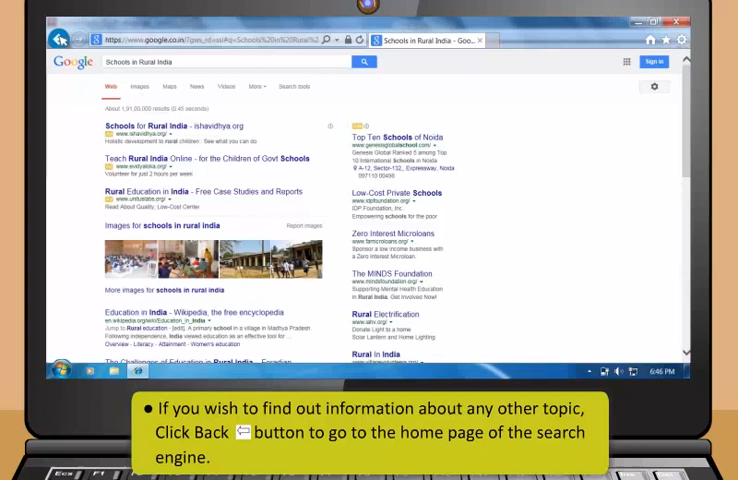 https://www.google.co.in/?gws_rd=ssl#q=Schools%20in%20Rural%2
Schools in Rural India - Goo...
Google
Schools in Rural India
Sign in
Web Images Maps News Videos More Search tools
About 1,91,00,000 results (0.45 seconds)
Schools for Rural India - ishavidhya.org
www.ishavidhya.org/
Holistic development to rural children - See what you can do
Teach Rural India Online - for the Children of Govt Schools
www.evidyaloka.org/
Volunteer for just 2 hours per week!
Rural Education in India - Free Case Studies and Reports
www.unitustate.org/
Read About Quality, Low-Cost Center
Images for schools in rural india
Report images
More images for schools in rural india
Education in India - Wikipedia, the free encyclopedia
en.wikipedia.org/wiki/Education_in_India
Jump to Rural education - [edit]. A primary school in a village in Madhya Pradesh
Following independence, India viewed education as an effective tool for ...
Overview - Literacy - Attainment - Women's education
The Challenges of Education in Rural India - Foradian
Top Ten Schools of Noida
www.genesisglobalschool.com/
Genesis Global Ranked 5 among Top
10 International Schools in Noida
A-12, Sector-132,, Expressway, Noida
097110 00498
Low-Cost Private Schools
www.idpfoundation.org/
IDP Foundation, Inc.
Empowering schools for the poor
Zero Interest Microloans
www.famicrloans.org/
Sponsor a low income business with
a Zero Interest Microloan.
The MINDS Foundation
www.mindsfoundation.org/
Supporting Mental Health Education
in Rural India. Get Involved Now!
Rural Electrification
www.iahv.org/
Donate Light to a home
Solar Lantern and Home Lighting
Rural In India
6:46 PM
● If you wish to find out information about any other topic,
Click Back button to go to the home page of the search
engine.
Esc F1